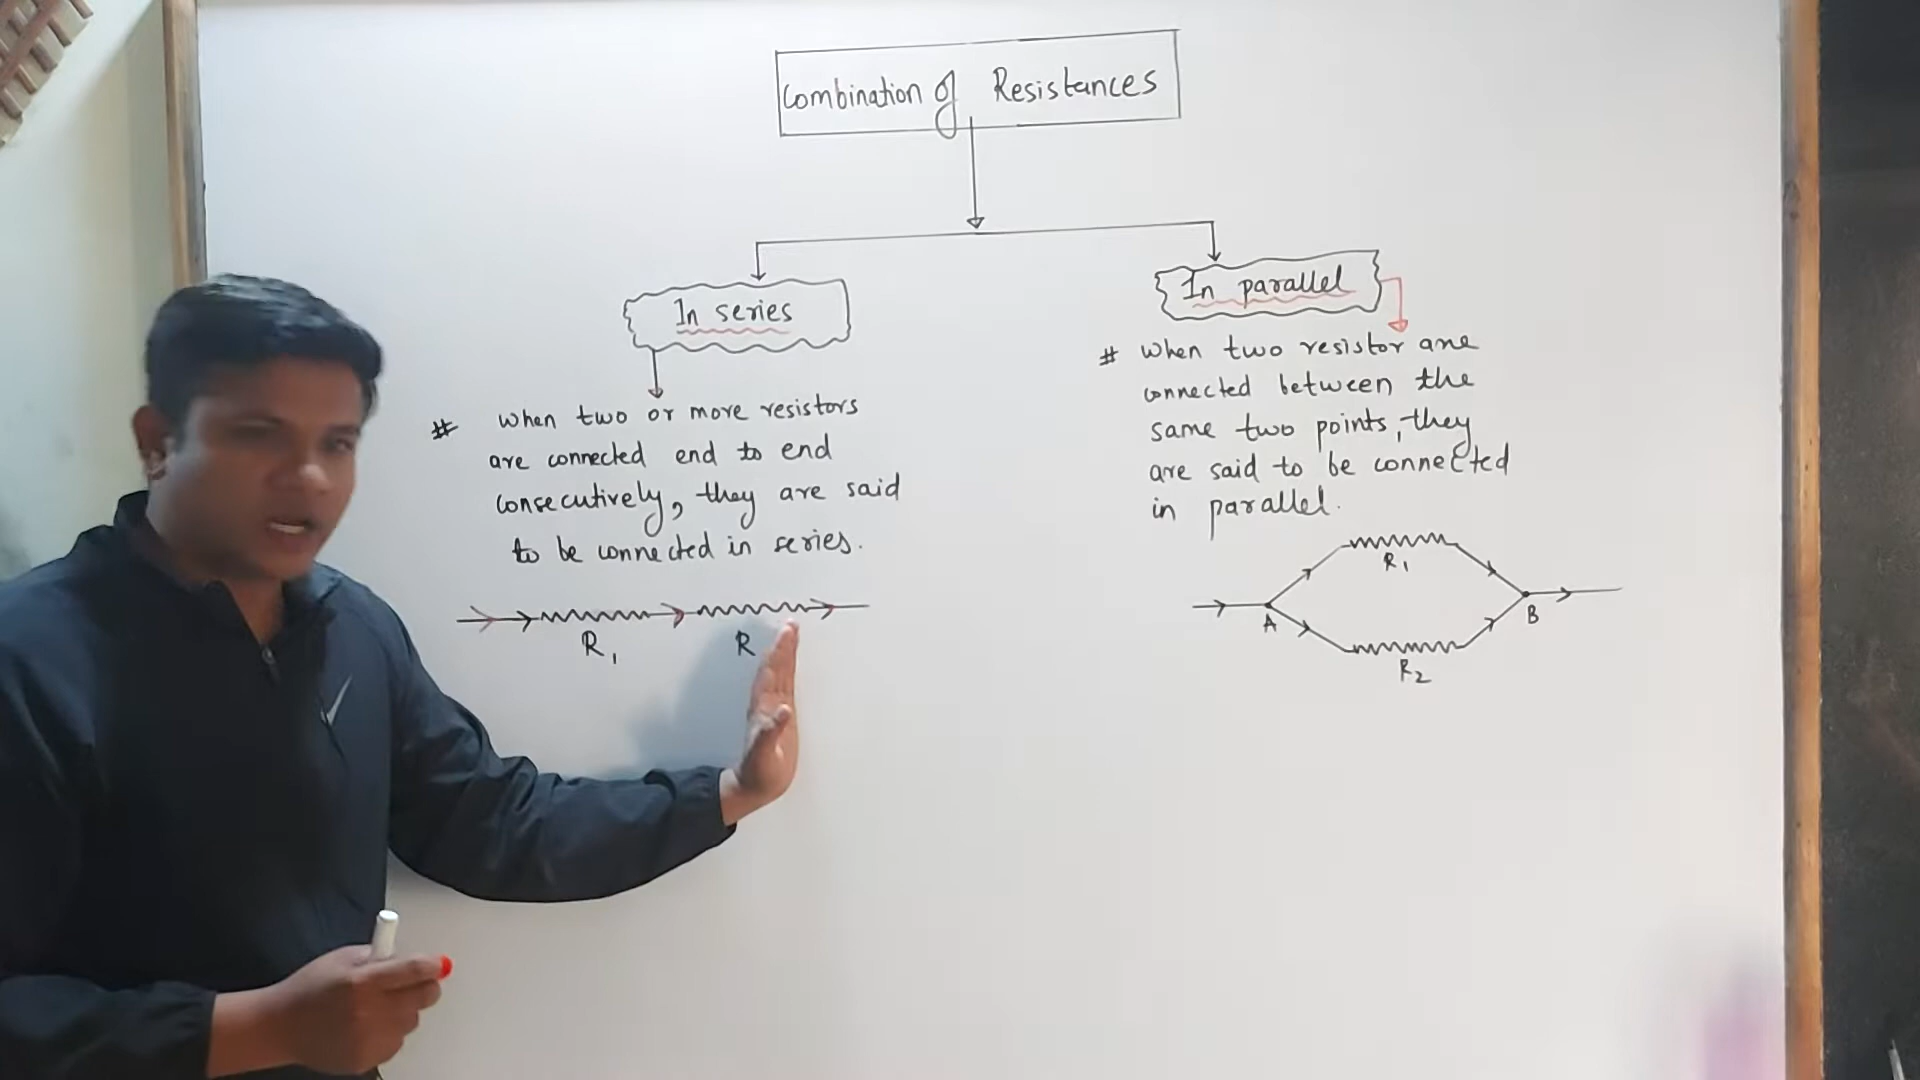 Combination of Resistances
In series
# When two or more resistors
are connected end to end
consecutively, they are said
to be connected in series.
R1
R
In parallel
# When two resistor are
connected between the
same two points, they
are said to be connected
in parallel.
R1
A
B
R2